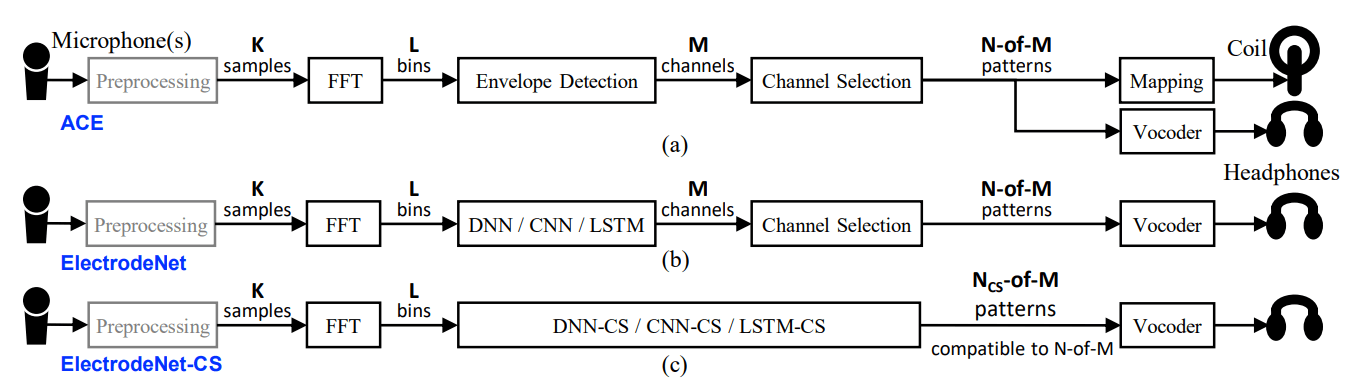 Microphone(s)
Preprocessing
K
samples
FFT
L
bins
Envelope Detection
M
channels
Channel Selection
N-of-M
patterns
Mapping
Coil
Vocoder
ACE
(a)
Headphones
Preprocessing
K
samples
FFT
L
bins
DNN / CNN / LSTM
M
channels
Channel Selection
N-of-M
patterns
Vocoder
ElectrodeNet
(b)
Preprocessing
K
samples
FFT
L
bins
DNN-CS / CNN-CS / LSTM-CS
NCS-of-M
patterns
compatible to N-of-M
Vocoder
ElectrodeNet-CS
(c)